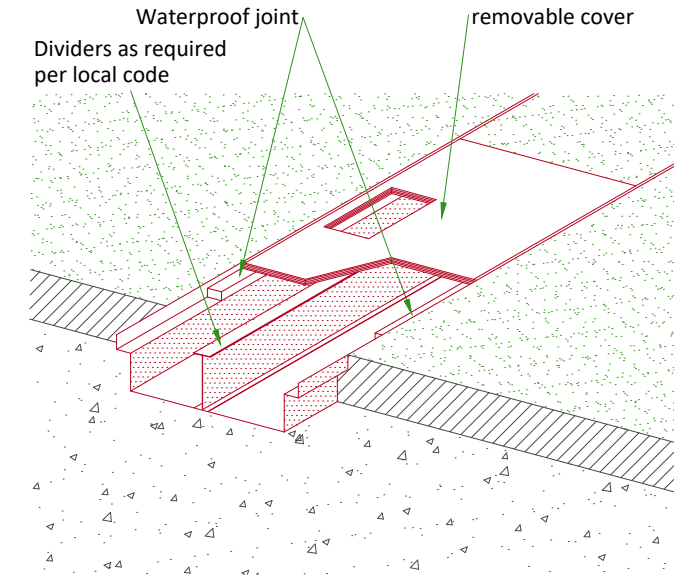 Waterproof joint
removable cover
Dividers as required
per local code